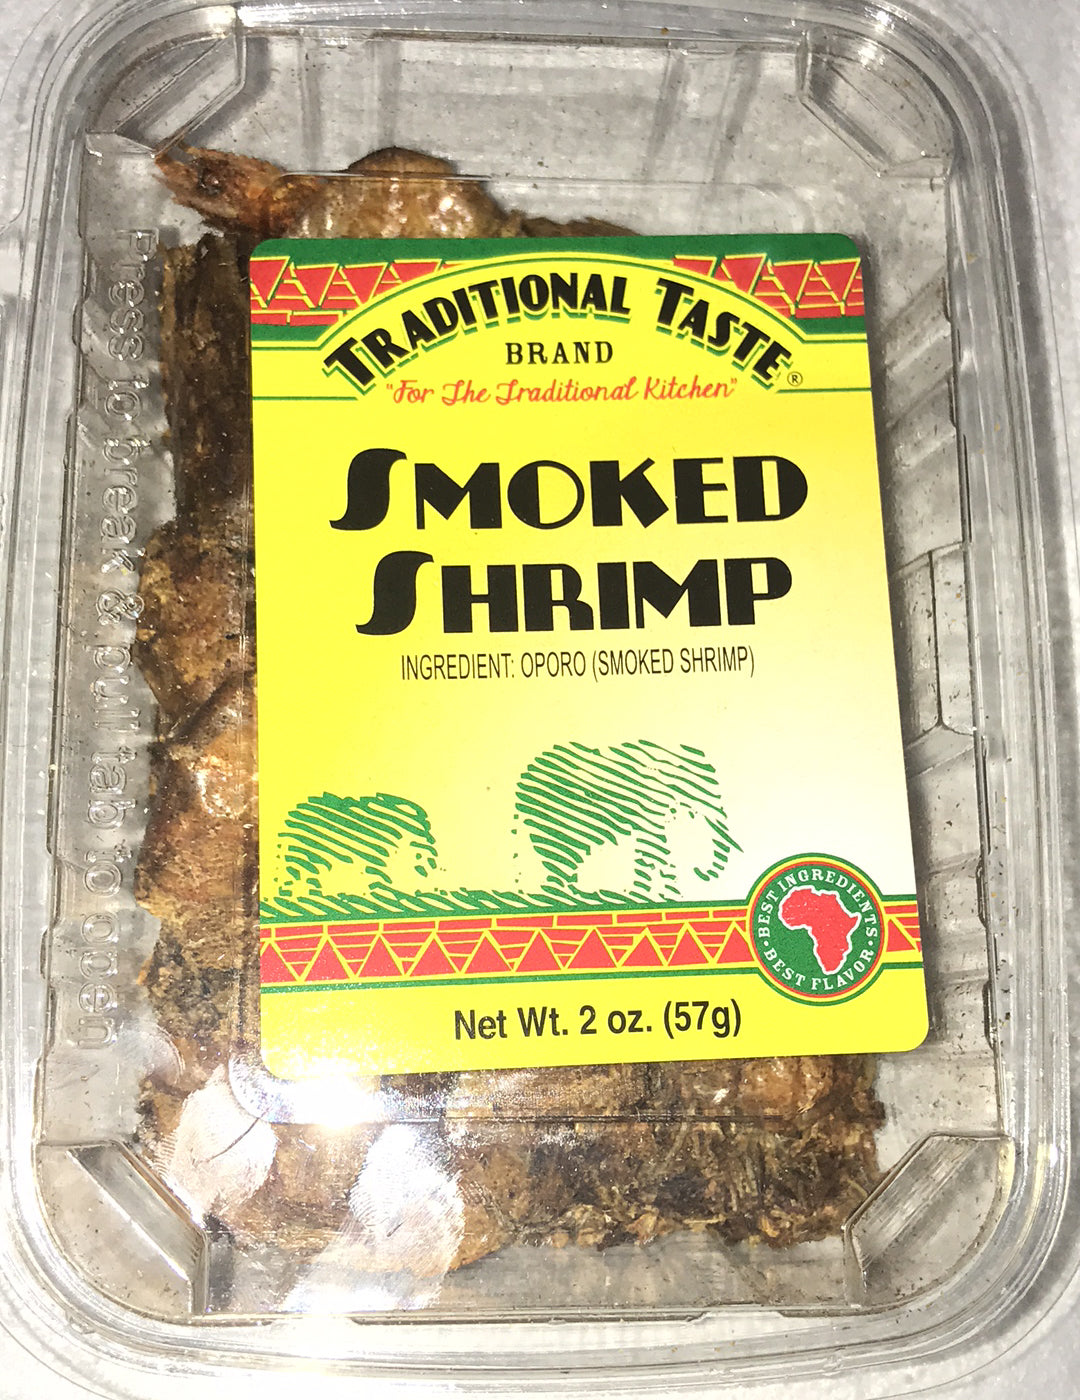 TRADITIONAL TASTE®
BRAND
"For The Traditional Kitchen"
SMOKED
SHRIMP
INGREDIENT: OPORO (SMOKED SHRIMP)
BEST INGREDIENTS
• BEST FLAVOR •
Net Wt. 2 oz. (57g)
Press to break & pull tab to open